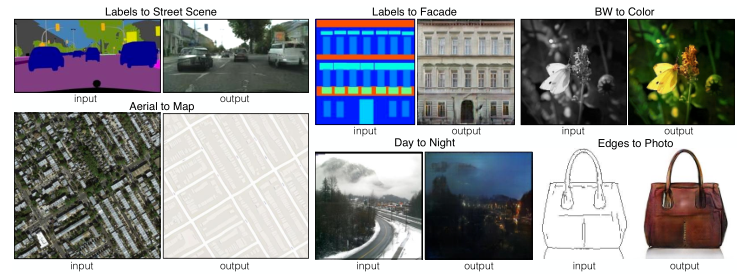 Labels to Street Scene
input
output
Aerial to Map
input
output
Labels to Facade
input
output
BW to Color
input
output
Day to Night
input
output
Edges to Photo
input
output